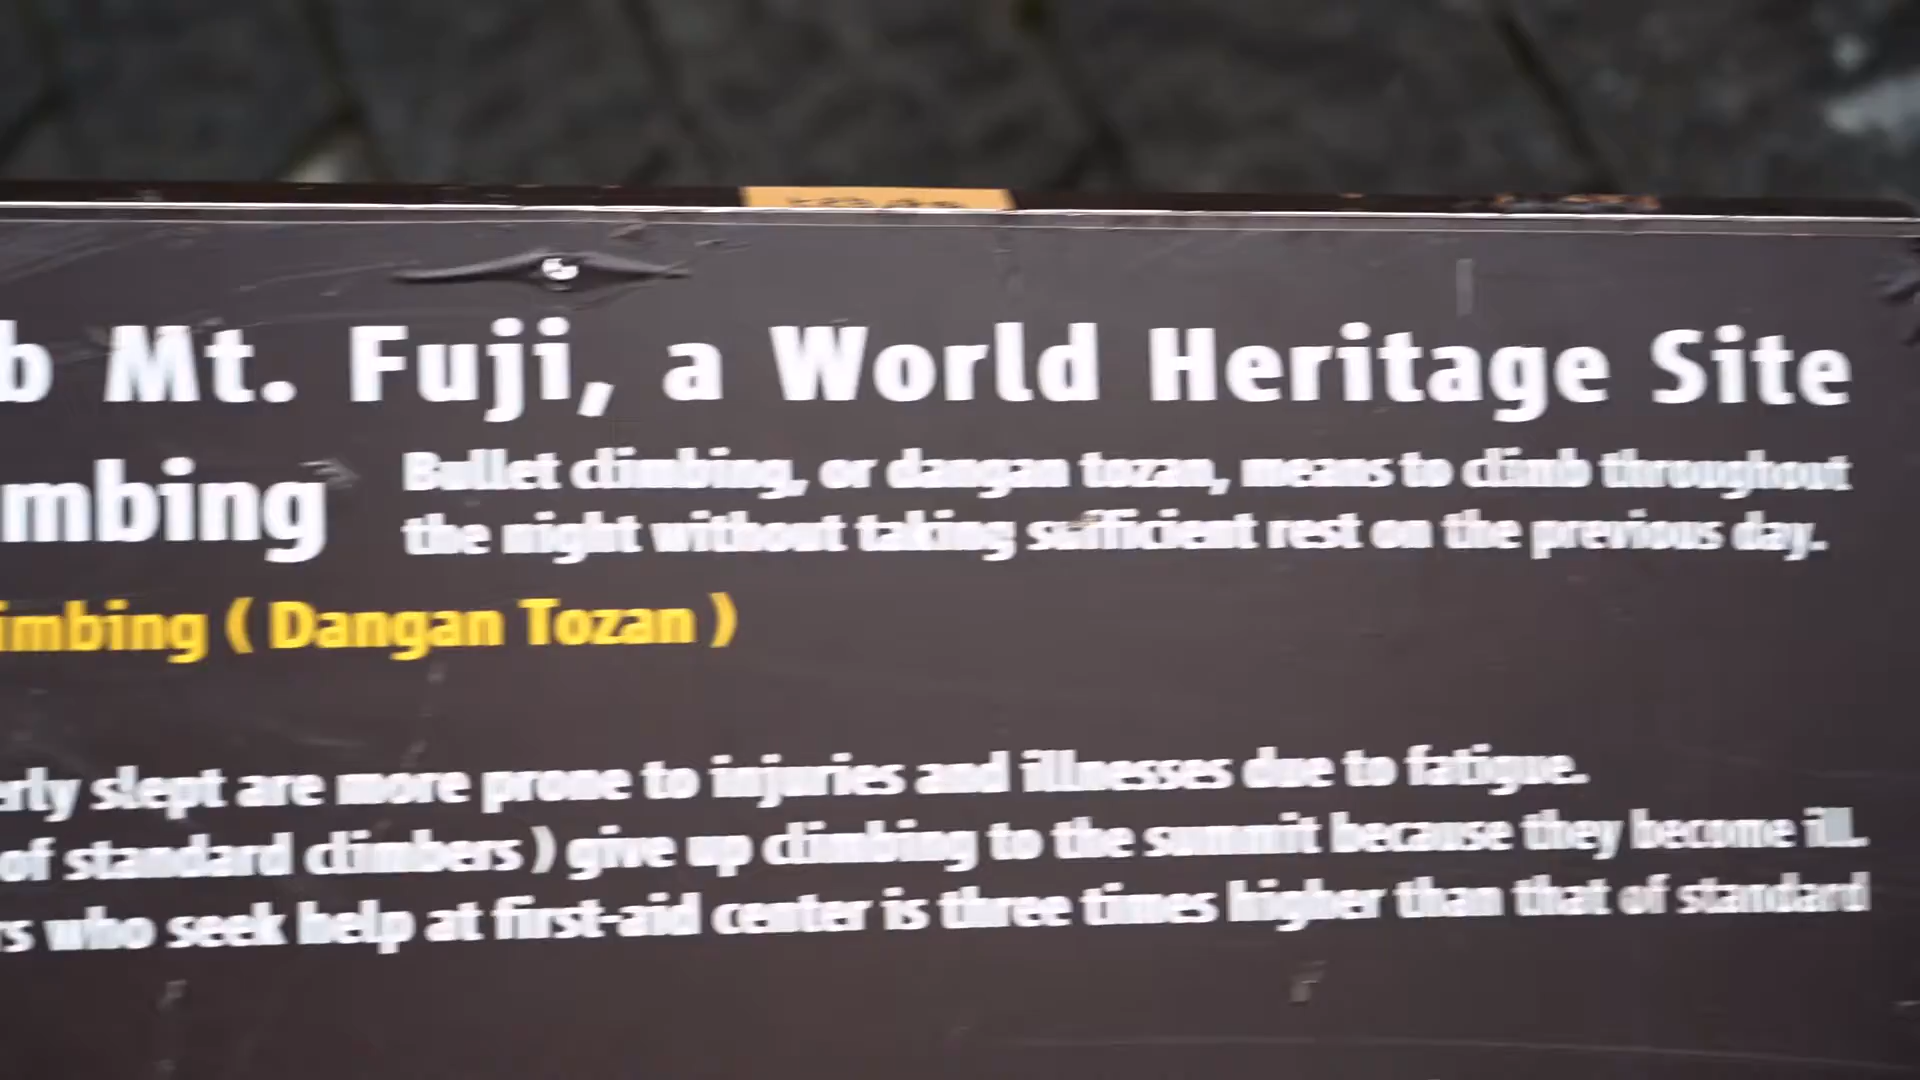 b Mt. Fuji, a World Heritage Site
mbing
Bullet climbing, or dangan tozan, means to climb throughout
the night without taking sufficient rest on the previous day.
imbing ( Dangan Tozan )
erly slept are more prone to injuries and illnesses due to fatigue.
of standard climbers ) give up climbing to the summit because they become ill.
rs who seek help at first-aid center is three times higher than that of standard